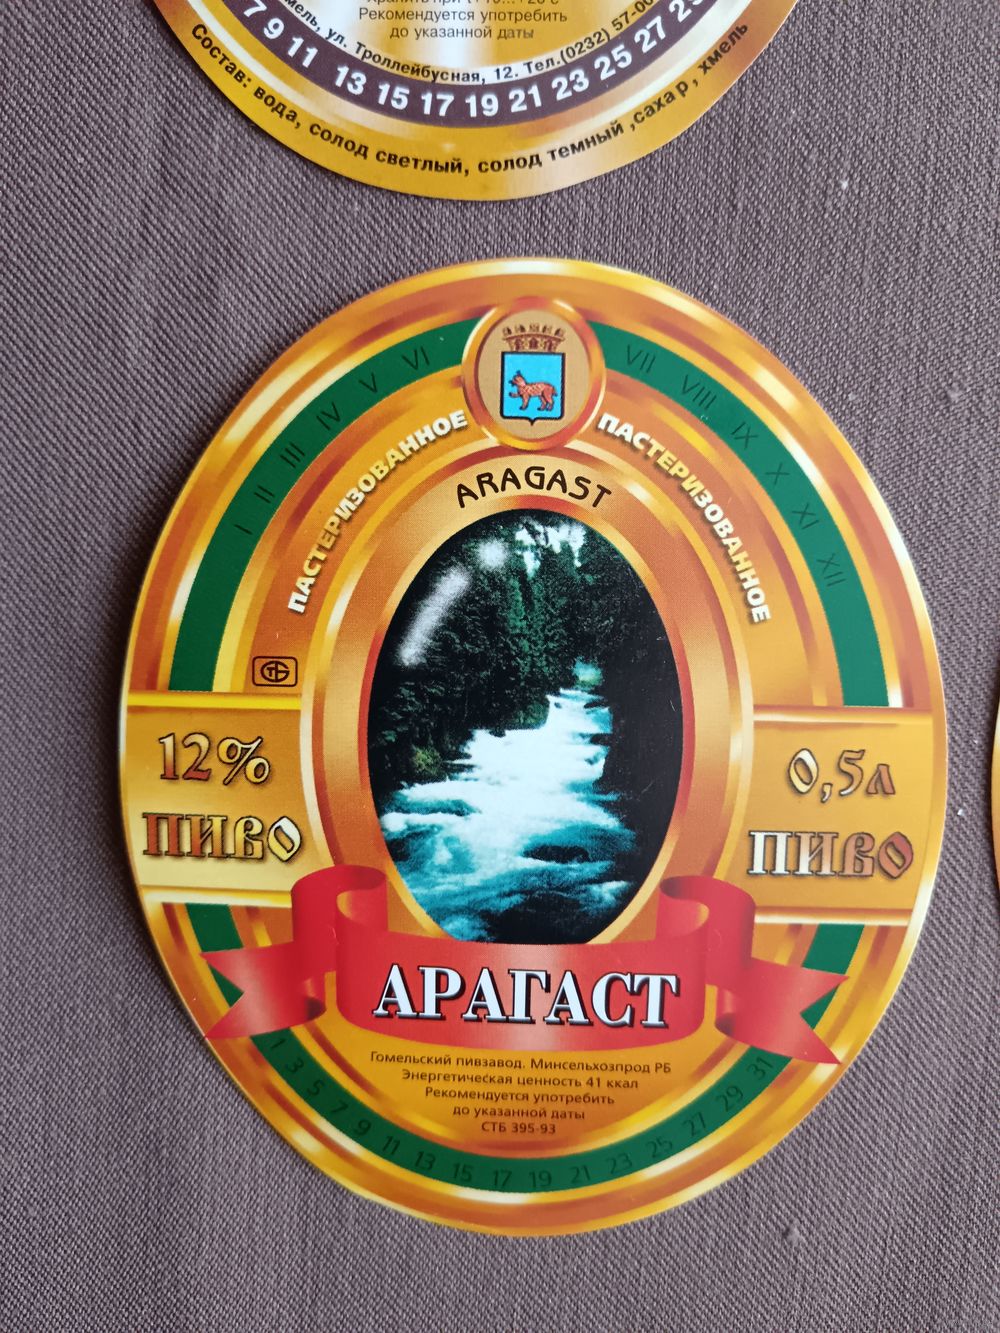 Рекомендуется употребить
до указанной даты
ул. Троллейбусная, 12. Тел.(0232) 57-00
7 9 11 13 15 17 19 21 23 25 27 29
Состав: вода, солод светлый, солод темный ,сахар, хмель
I II III IV V VI VII VIII IX X XI XII
ПАСТЕРИЗОВАННОЕ ПАСТЕРИЗОВАННОЕ
ARAGAST
СТБ
12% 0,5л
ПИВО ПИВО
АРАГАСТ
Гомельский пивзавод. Минсельхозпрод РБ
Энергетическая ценность 41 ккал
Рекомендуется употребить
до указанной даты
СТБ 395-93
1 3 5 7 9 11 13 15 17 19 21 23 25 27 29 31